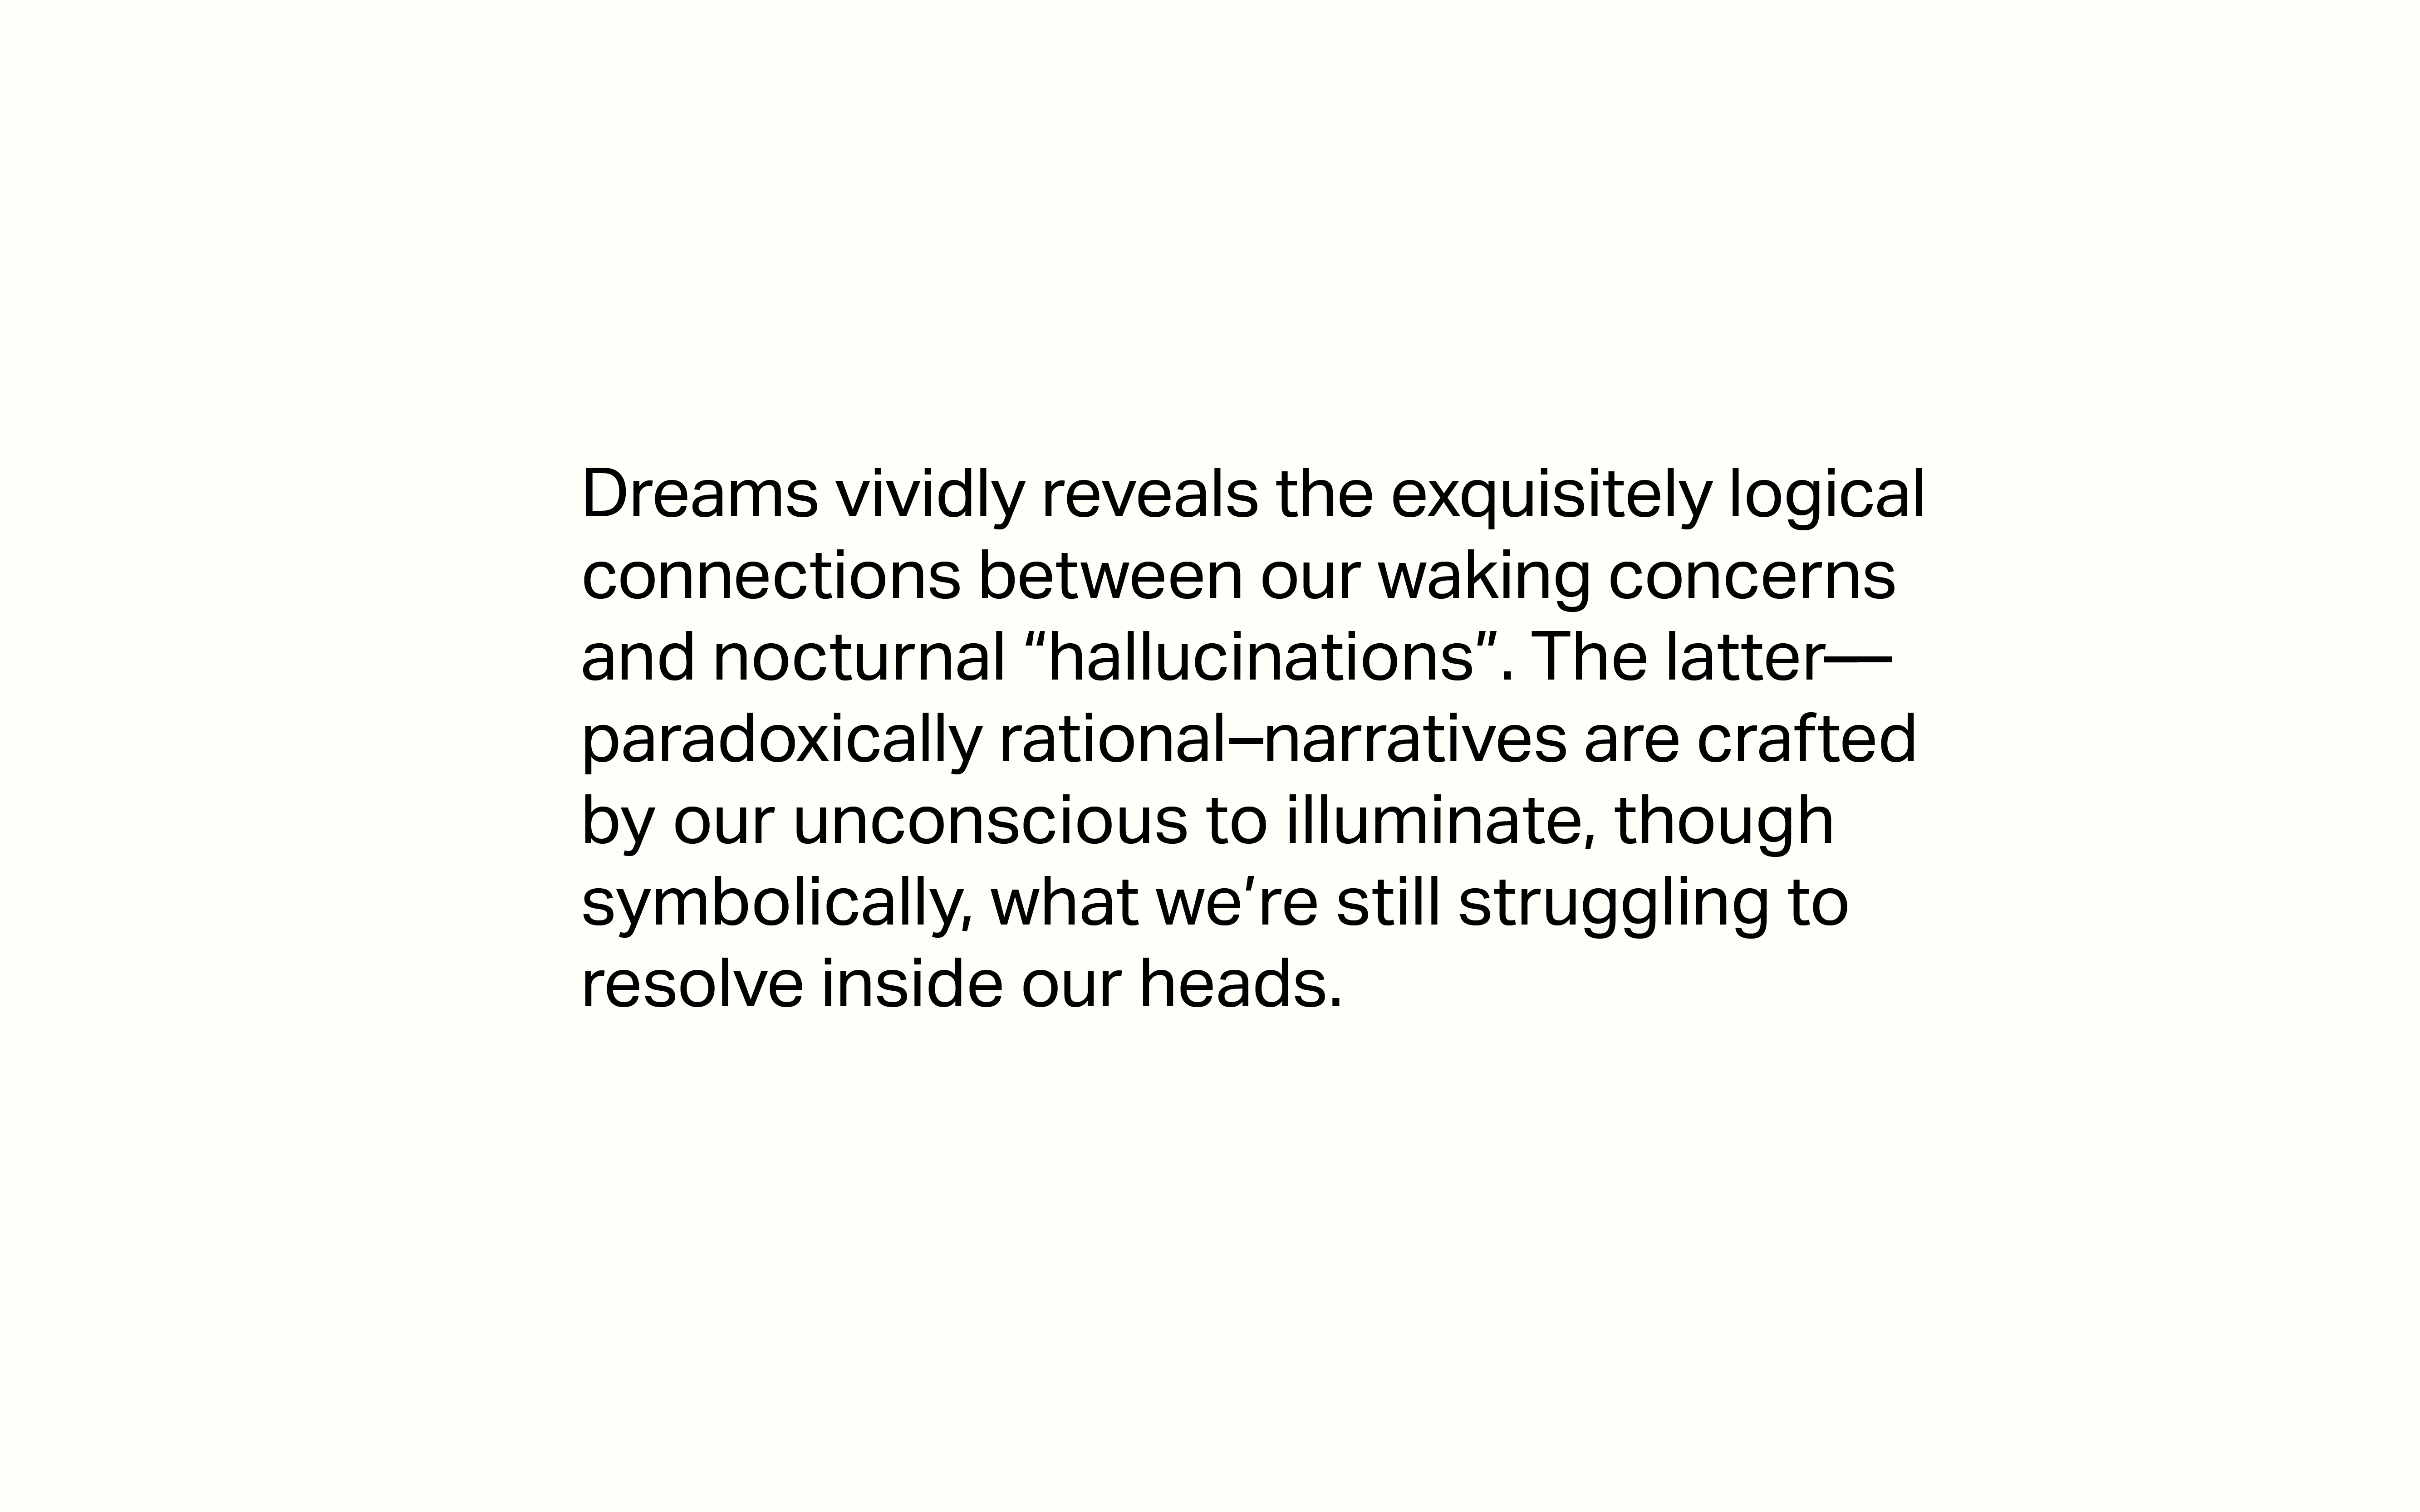 Dreams vividly reveals the exquisitely logical
connections between our waking concerns
and nocturnal “hallucinations”. The latter—
paradoxically rational–narratives are crafted
by our unconscious to illuminate, though
symbolically, what we’re still struggling to
resolve inside our heads.